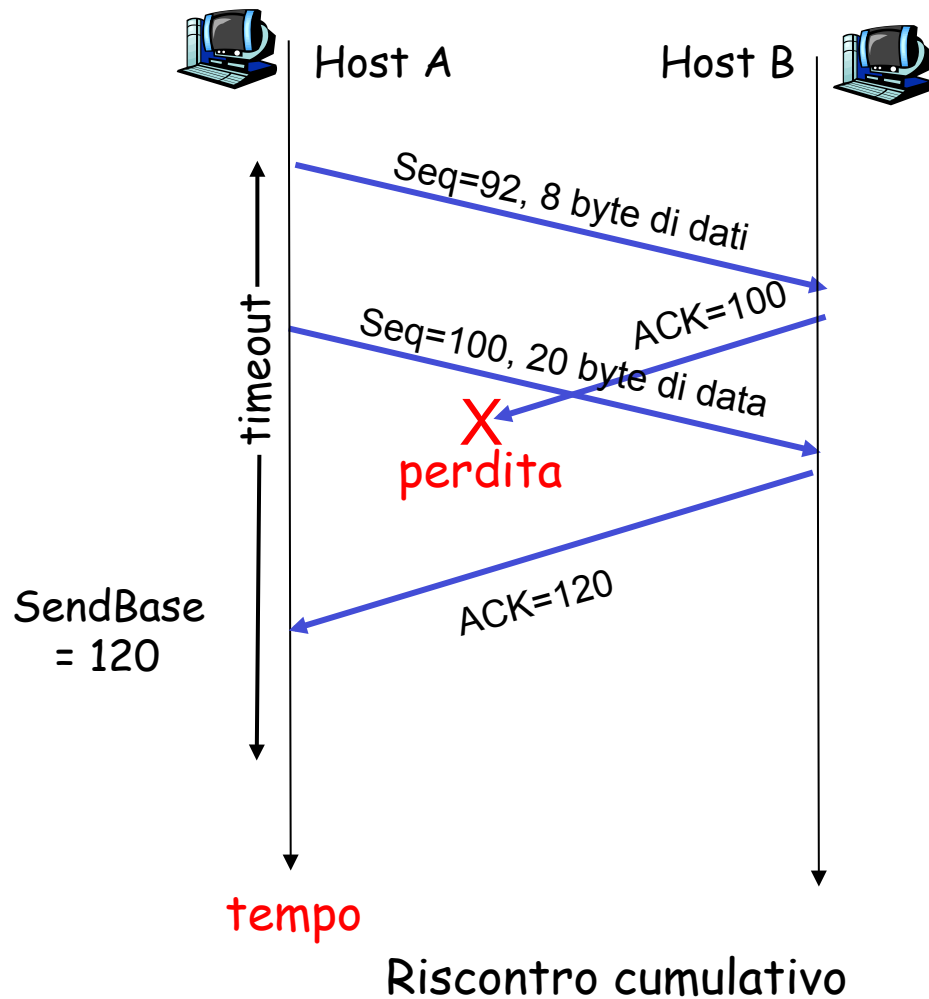 Host A
Host B
Seq=92, 8 byte di dati
ACK=100
timeout
Seq=100, 20 byte di data
X
perdita
ACK=120
SendBase
= 120
tempo
Riscontro cumulativo